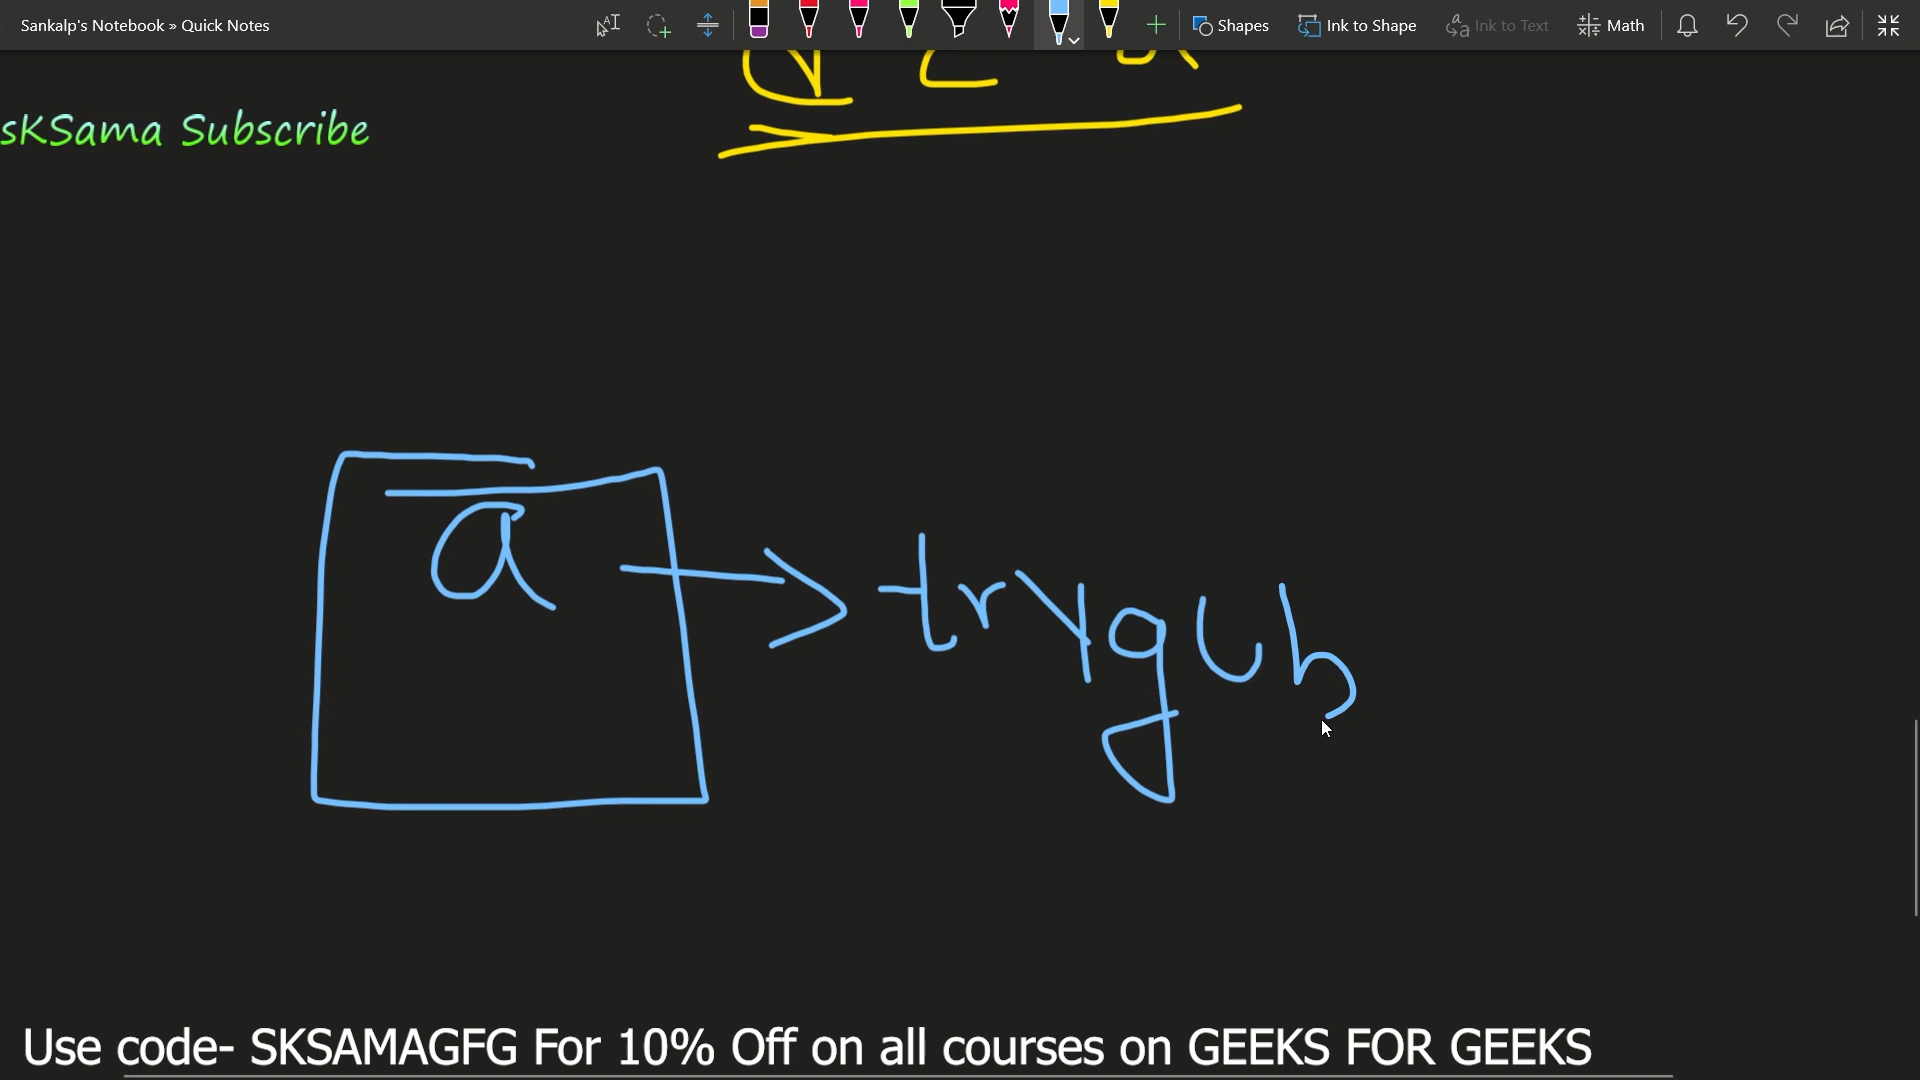 Sankalp's Notebook » Quick Notes
Shapes
Ink to Shape
Ink to Text
Math
sKSama Subscribe
a
tryguh
Use code- SKSAMAGFG For 10% Off on all courses on GEEKS FOR GEEKS